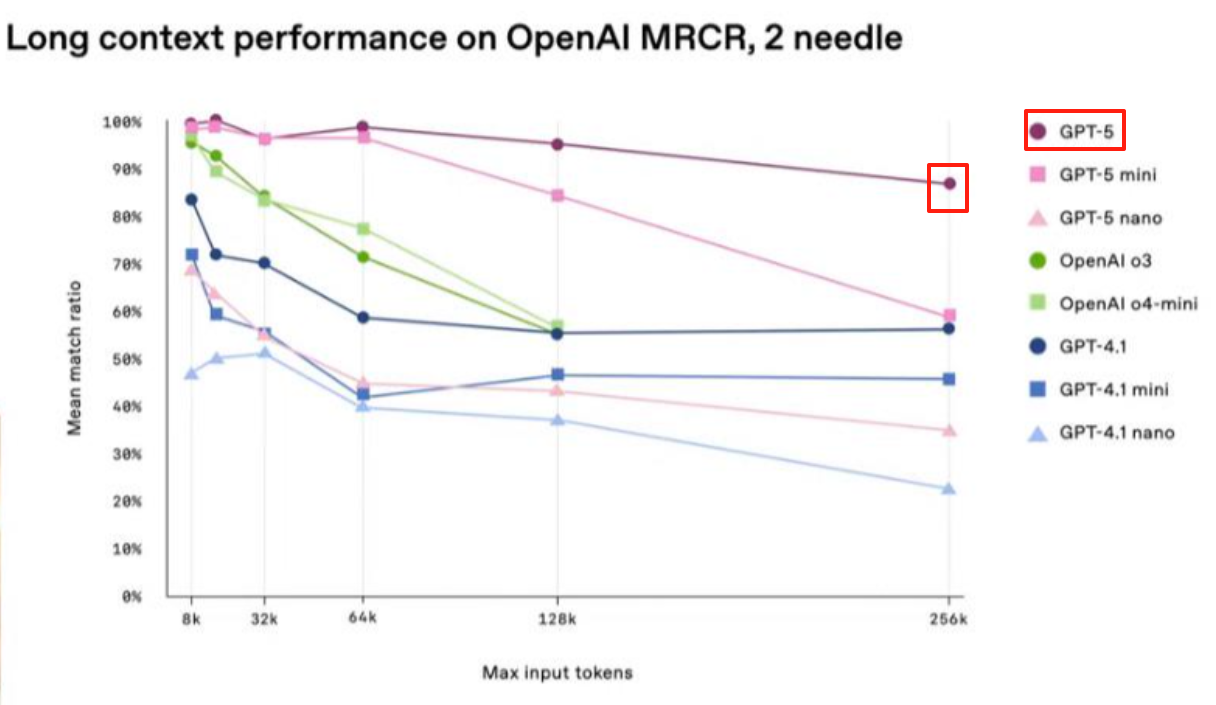 Long context performance on OpenAI MRCR, 2 needle
100%
90%
80%
70%
60%
50%
40%
30%
20%
10%
0%
Mean match ratio
8k 32k 64k 128k 256k
Max input tokens
GPT-5
GPT-5 mini
GPT-5 nano
OpenAI o3
OpenAI o4-mini
GPT-4.1
GPT-4.1 mini
GPT-4.1 nano